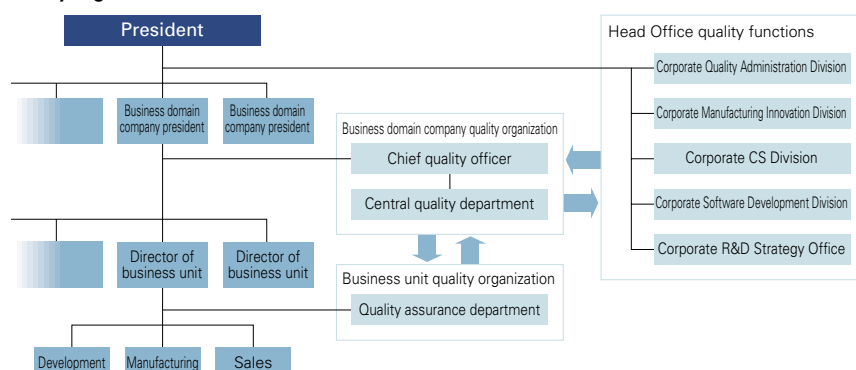 President
Head Office quality functions
Corporate Quality Administration Division
Corporate Manufacturing Innovation Division
Corporate CS Division
Corporate Software Development Division
Corporate R&D Strategy Office
Business domain
company president
Business domain
company president
Business domain company quality organization
Chief quality officer
Central quality department
Director of
business unit
Director of
business unit
Business unit quality organization
Quality assurance department
Development
Manufacturing
Sales